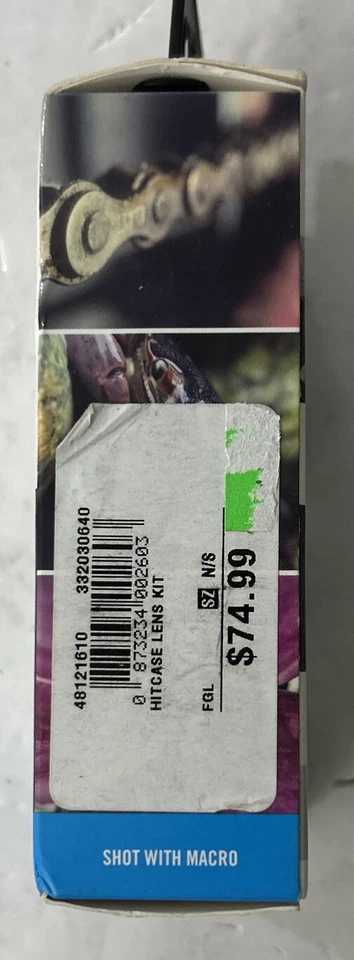 48121610 332030640
0 873234 002603
HITCASE LENS KIT
FGL SZ N/S
$74.99
SHOT WITH MACRO